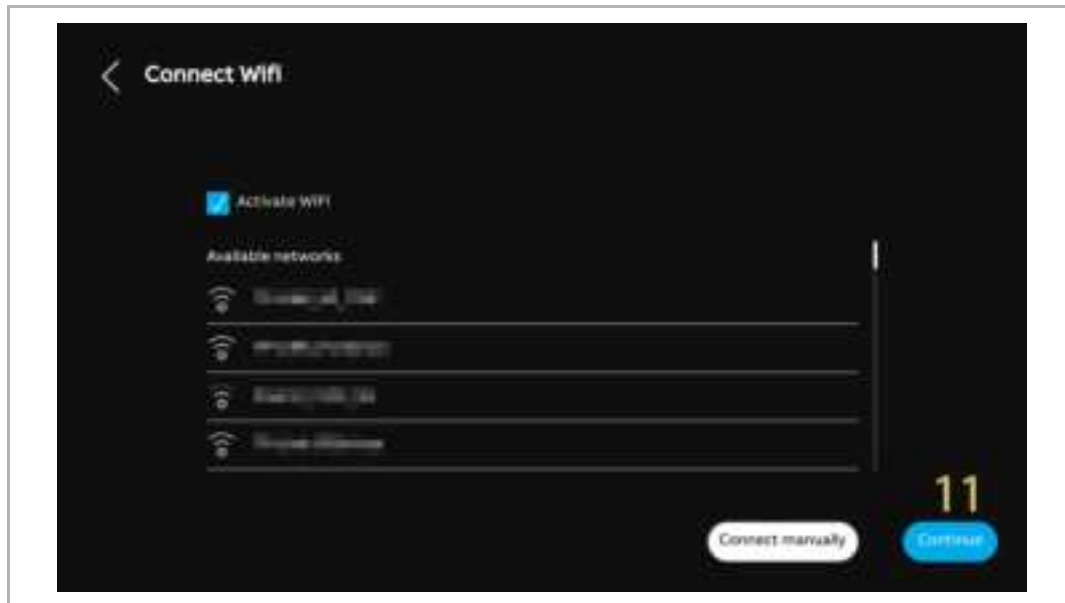 Connect Wifi
Activate WIFI
Available networks
11
Connect manually
Continue